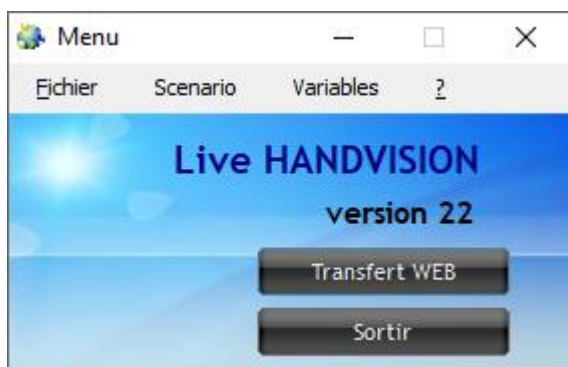 Menu
Fichier Scenario Variables ?
Live HANDVISION
version 22
Transfert WEB
Sortir